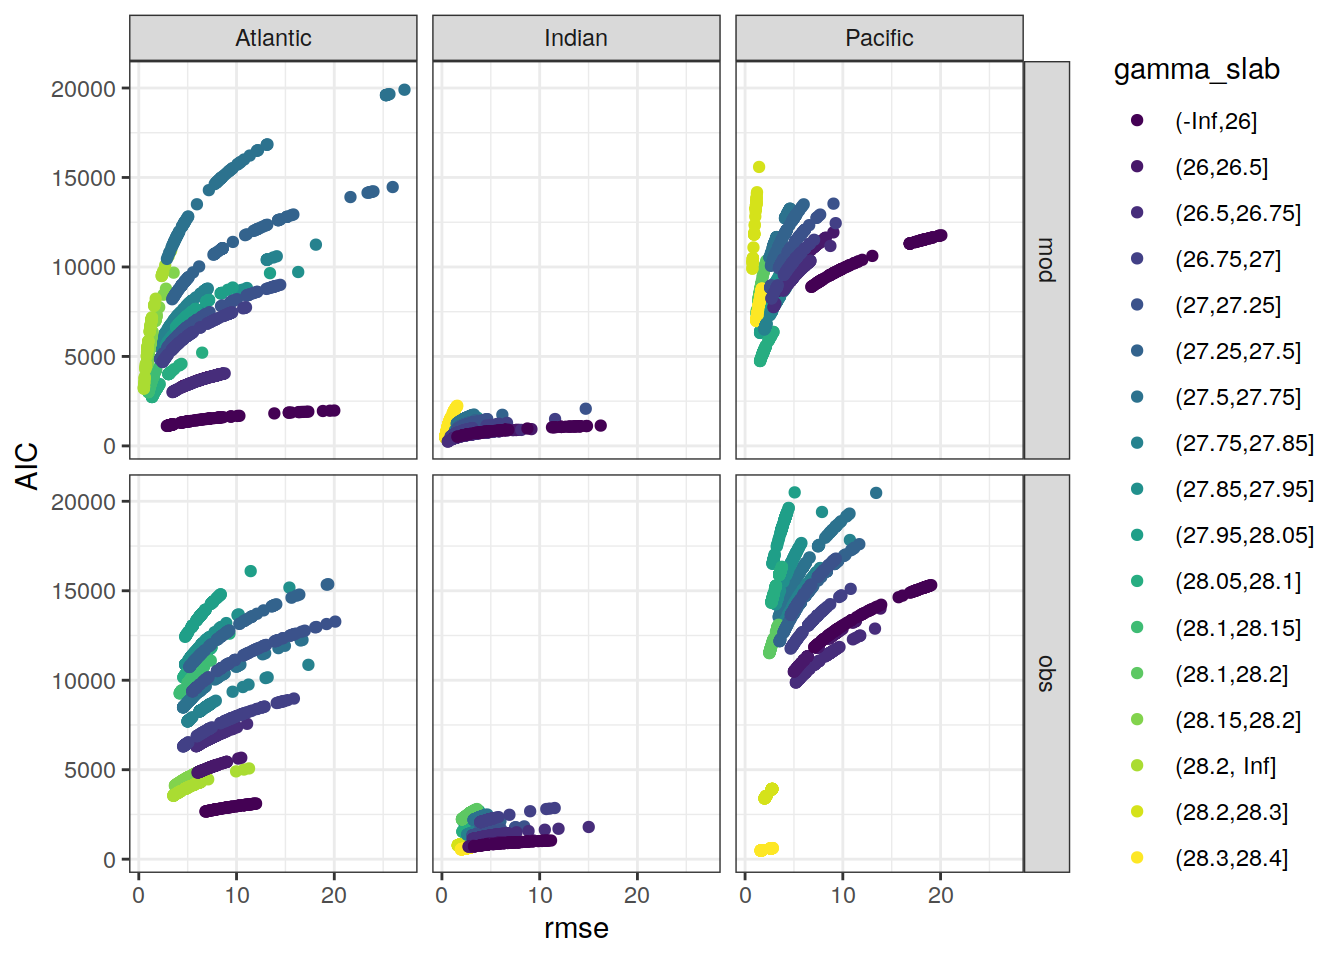 Atlantic Indian Pacific
gamma_slab
20000
15000
10000
5000
0
mod
AIC
20000
15000
10000
5000
0
obs
0 10 20 0 10 20 0 10 20
rmse
(-Inf,26]
(26,26.5]
(26.5,26.75]
(26.75,27]
(27,27.25]
(27.25,27.5]
(27.5,27.75]
(27.75,27.85]
(27.85,27.95]
(27.95,28.05]
(28.05,28.1]
(28.1,28.15]
(28.1,28.2]
(28.15,28.2]
(28.2, Inf]
(28.2,28.3]
(28.3,28.4]